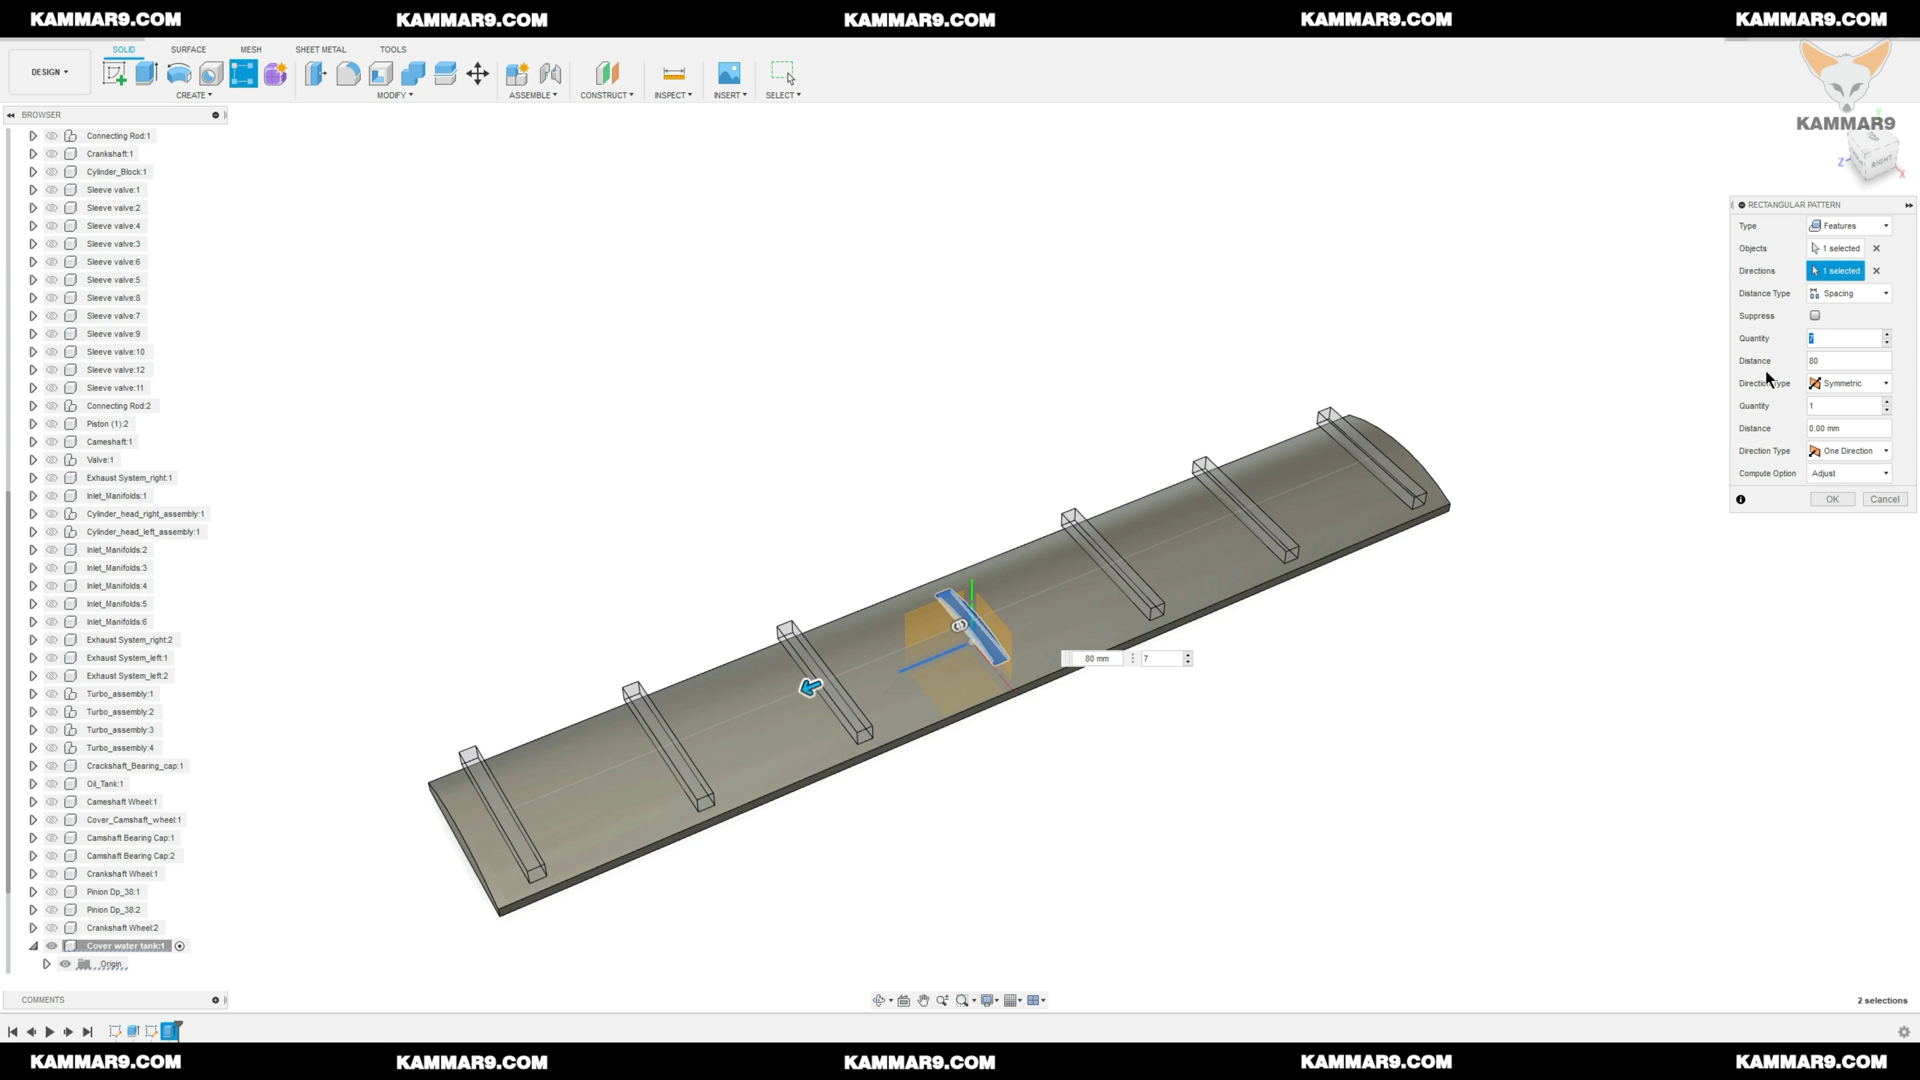 KAMMAR9.COM KAMMAR9.COM KAMMAR9.COM KAMMAR9.COM KAMMAR9.COM
SOLID SURFACE MESH SHEET METAL TOOLS
DESIGN
CREATE MODIFY ASSEMBLE CONSTRUCT INSPECT INSERT SELECT
KAMMAR9
RIGHT
Z
X
Y
BROWSER
Connecting Rod:1
Crankshaft:1
Cylinder_Block:1
Sleeve valve:1
Sleeve valve:2
Sleeve valve:4
Sleeve valve:3
Sleeve valve:6
Sleeve valve:5
Sleeve valve:8
Sleeve valve:7
Sleeve valve:9
Sleeve valve:10
Sleeve valve:12
Sleeve valve:11
Connecting Rod:2
Piston (1):2
Cameshaft:1
Valve:1
Exhaust System_right:1
Inlet_Manifolds:1
Cylinder_head_right_assembly:1
Cylinder_head_left_assembly:1
Inlet_Manifolds:2
Inlet_Manifolds:3
Inlet_Manifolds:4
Inlet_Manifolds:5
Inlet_Manifolds:6
Exhaust System_right:2
Exhaust System_left:1
Exhaust System_left:2
Turbo_assembly:1
Turbo_assembly:2
Turbo_assembly:3
Turbo_assembly:4
Crackshaft_Bearing_cap:1
Oil_Tank:1
Cameshaft Wheel:1
Cover_Camshaft_wheel:1
Camshaft Bearing Cap:1
Camshaft Bearing Cap:2
Crankshaft Wheel:1
Pinion Dp_38:1
Pinion Dp_38:2
Crankshaft Wheel:2
Cover water tank:1
Origin
80 mm 7
RECTANGULAR PATTERN
Type Features
Objects 1 selected
Directions 1 selected
Distance Type Spacing
Suppress
Quantity 7
Distance 80
Direction Type Symmetric
Quantity 1
Distance 0.00 mm
Direction Type One Direction
Compute Option Adjust
OK Cancel
COMMENTS
2 selections
KAMMAR9.COM KAMMAR9.COM KAMMAR9.COM KAMMAR9.COM KAMMAR9.COM